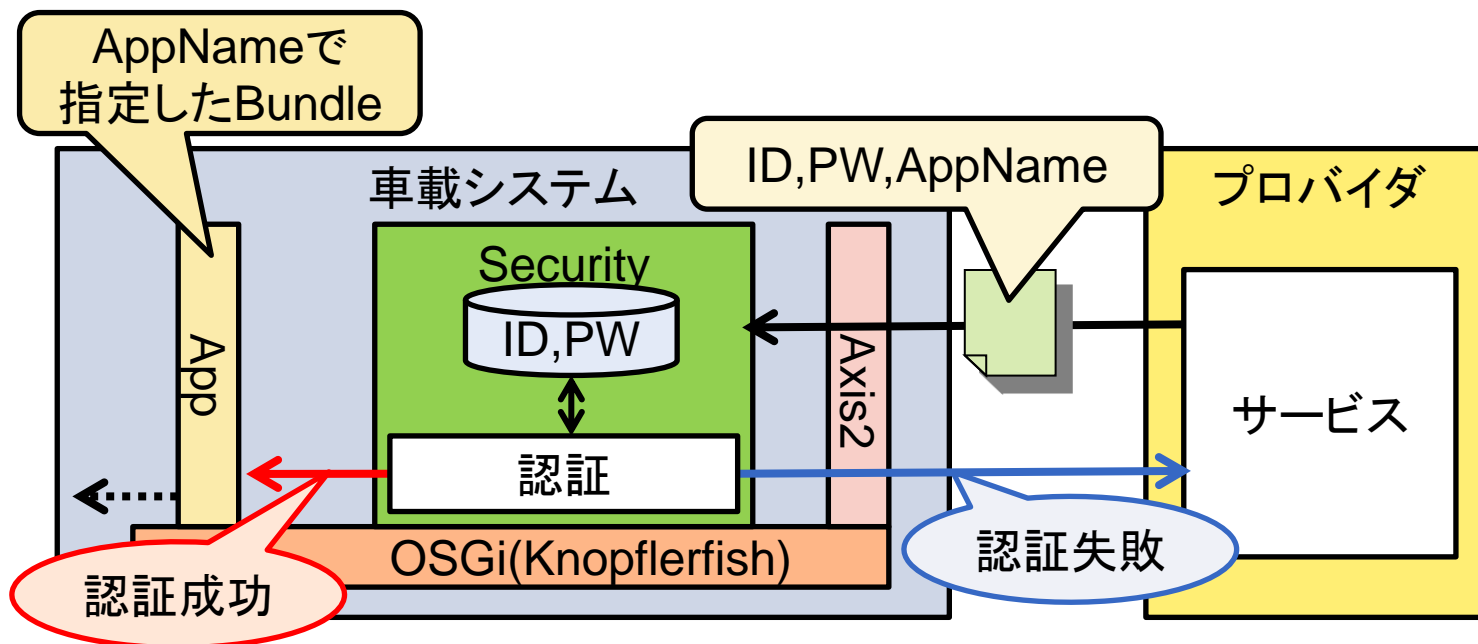 AppNameで
指定したBundle
車載システム
ID,PW,AppName
プロバイダ
Security
ID,PW
App
Axis2
サービス
認証
OSGi(Knopflerfish)
認証成功
認証失敗